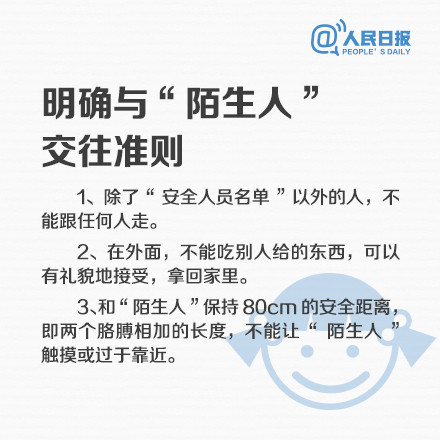 @人民日报
PEOPLE'S DAILY
明确与“陌生人”
交往准则
1、除了“安全人员名单”以外的人，不
能跟任何人走。
2、在外面，不能吃别人给的东西，可以
有礼貌地接受，拿回家里。
3、和“陌生人”保持80cm的安全距离，
即两个胳膊相加的长度，不能让“陌生人”
触摸或过于靠近。